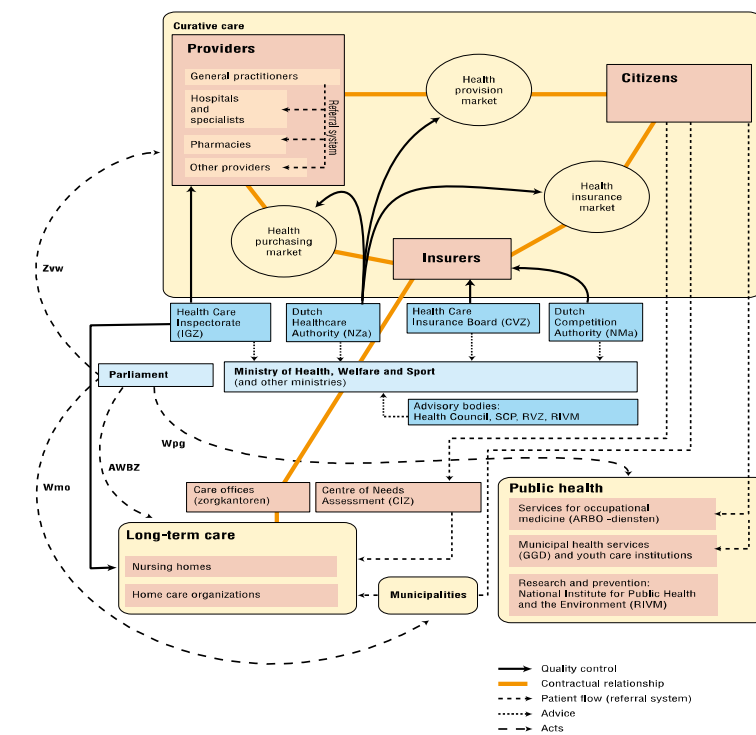 Curative care
Providers
General practitioners
Hospitals
and
specialists
Pharmacies
Other providers
Referral system
Health
provision
market
Citizens
Health
insurance
market
Health
purchasing
market
Insurers
Zvw
Health Care
Inspectorate
(IGZ)
Dutch
Healthcare
Authority (NZa)
Health Care
Insurance Board (CVZ)
Dutch
Competition
Authority (NMa)
Parliament
Ministry of Health, Welfare and Sport
(and other ministries)
Advisory bodies:
Health Council, SCP, RVZ, RIVM
Wpg
AWBZ
Wmo
Care offices
(zorgkantoren)
Centre of Needs
Assessment (CIZ)
Public health
Services for occupational
medicine (ARBO -diensten)
Municipal health services
(GGD) and youth care institutions
Research and prevention:
National Institute for Public Health
and the Environment (RIVM)
Long-term care
Nursing homes
Home care organizations
Municipalities
Quality control
Contractual relationship
Patient flow (referral system)
Advice
Acts